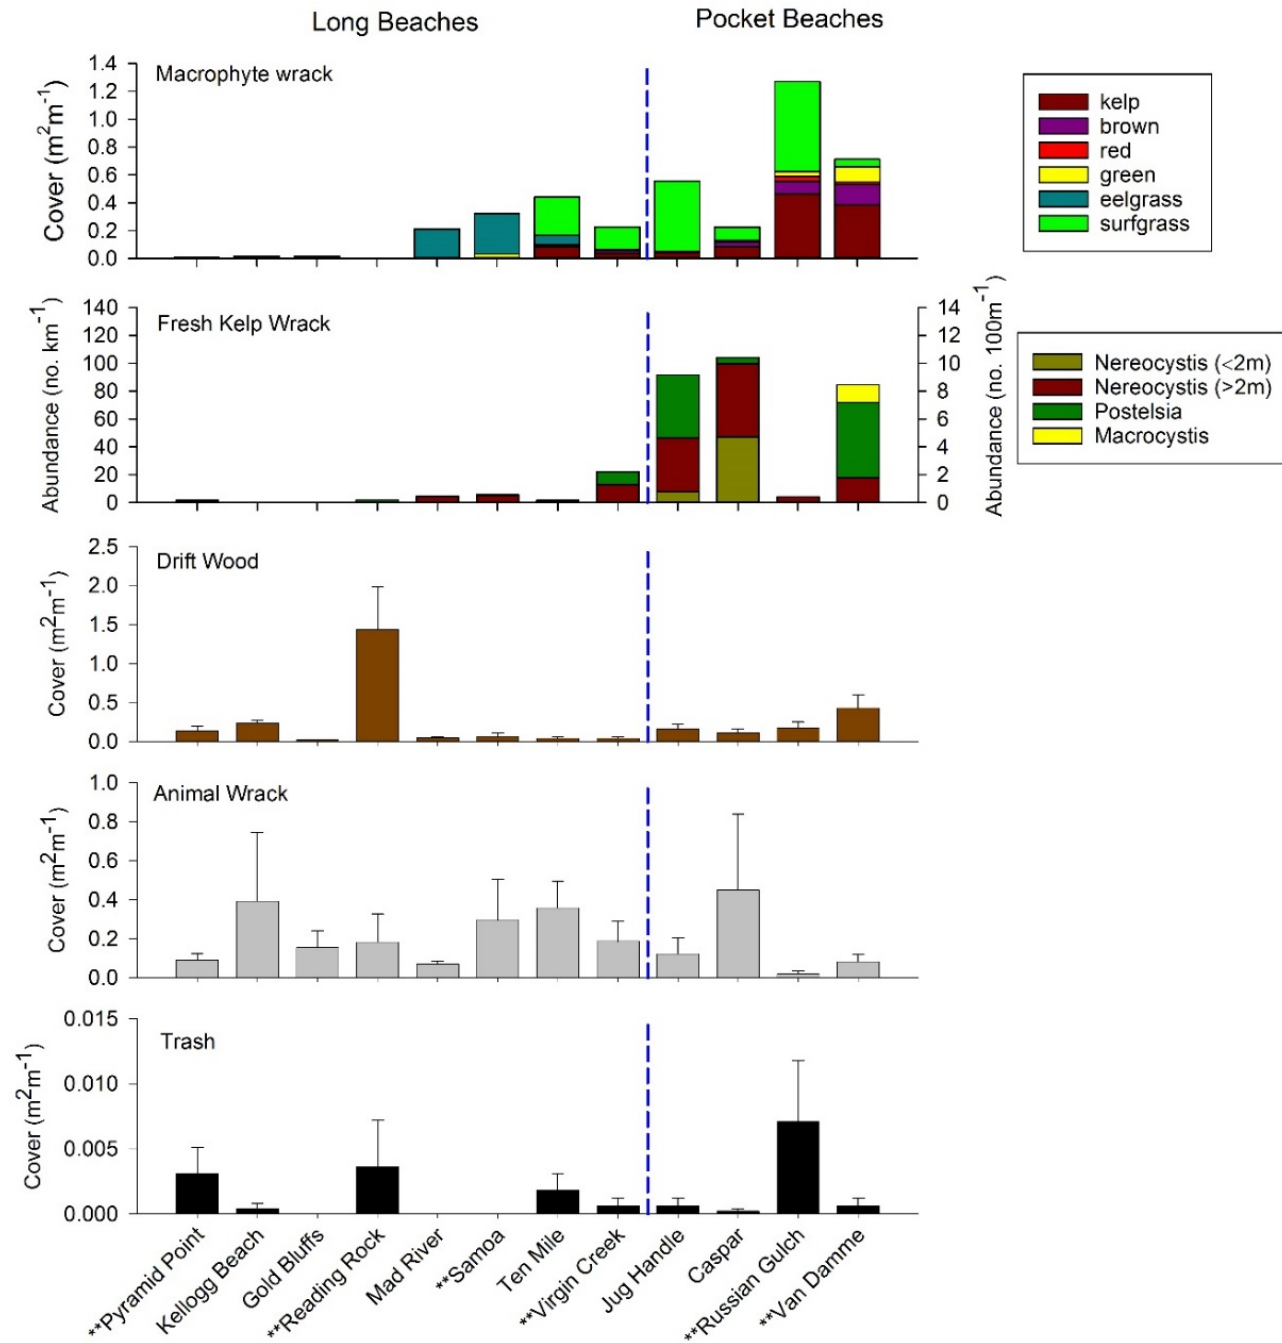 Long Beaches
Pocket Beaches
Macrophyte wrack
Cover (m²m⁻¹)
1.4
1.2
1.0
0.8
0.6
0.4
0.2
0.0
kelp
brown
red
green
eelgrass
surfgrass
Fresh Kelp Wrack
Abundance (no. km⁻¹)
140
120
100
80
60
40
20
0
14
12
10
8
6
4
2
0
Abundance (no. 100m⁻¹)
Nereocystis (<2m)
Nereocystis (>2m)
Postelsia
Macrocystis
Drift Wood
Cover (m²m⁻¹)
2.5
2.0
1.5
1.0
0.5
0.0
Animal Wrack
Cover (m²m⁻¹)
1.0
0.8
0.6
0.4
0.2
0.0
Trash
Cover (m²m⁻¹)
0.015
0.010
0.005
0.000
**Pyramid Point
Kellogg Beach
Gold Bluffs
**Reading Rock
Mad River
**Samoa
Ten Mile
**Virgin Creek
Jug Handle
Caspar
**Russian Gulch
**Van Damme